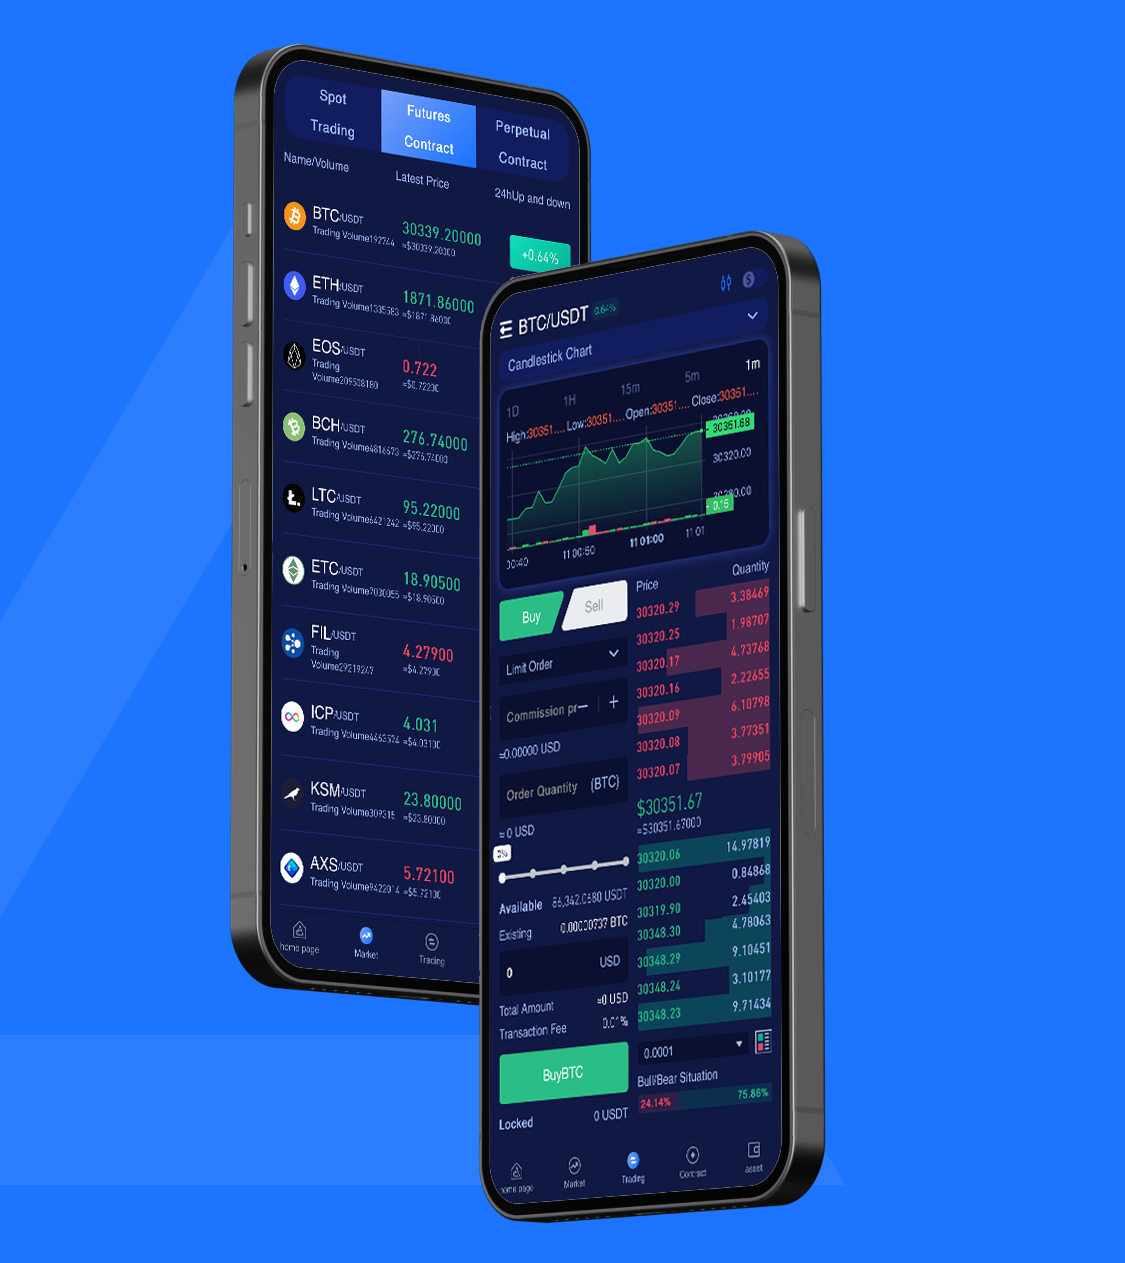 Spot
Trading
Futures
Contract
Perpetual
Contract
Name/Volume
Latest Price
24hUp and down
BTC/USDT
Trading Volume192744
30339.20000
≈$30339.20000
+0.64%
ETH/USDT
Trading Volume1335583
1871.86000
≈$1871.86000
EOS/USDT
Trading
Volume209508180
0.722
≈$0.72200
BCH/USDT
Trading Volume4816673
276.74000
≈$276.74000
LTC/USDT
Trading Volume6421242
95.22000
≈$95.22000
ETC/USDT
Trading Volume7030055
18.90500
≈$18.90500
FIL/USDT
Trading
Volume29219247
4.27900
≈$4.27900
ICP/USDT
Trading Volume4463574
4.031
≈$4.03100
KSM/USDT
Trading Volume309315
23.80000
≈$23.80000
AXS/USDT
Trading Volume9422014
5.72100
≈$5.72100
home page
Market
Trading
BTC/USDT
0.64%
Candlestick Chart
1D
1H
15m
5m
1m
High:30351....
Low:30351....
Open:30351....
Close:30351....
30351.68
30320.00
0.15
00:40
11 00:50
11 01:00
11 01
Buy
Sell
Limit Order
Commission pr
— | +
≈0.00000 USD
Order Quantity
(BTC)
≈ 0 USD
0%
Available
86,342.0680 USDT
Existing
0.00000737 BTC
0
USD
Total Amount
≈0 USD
Transaction Fee
0.01%
BuyBTC
Locked
0 USDT
Price
Quantity
30320.29
3.38469
30320.25
1.98707
30320.17
4.73768
30320.16
2.22655
30320.09
6.10798
30320.08
3.77351
30320.07
3.79905
$30351.67
≈$30351.67000
30320.06
14.97819
30320.00
0.84868
30319.90
2.45403
30348.30
4.78063
30348.29
9.10451
30348.24
3.10177
30348.23
9.71434
0.0001
Bull/Bear Situation
24.14%
75.86%
home page
Market
Trading
Contract
asset